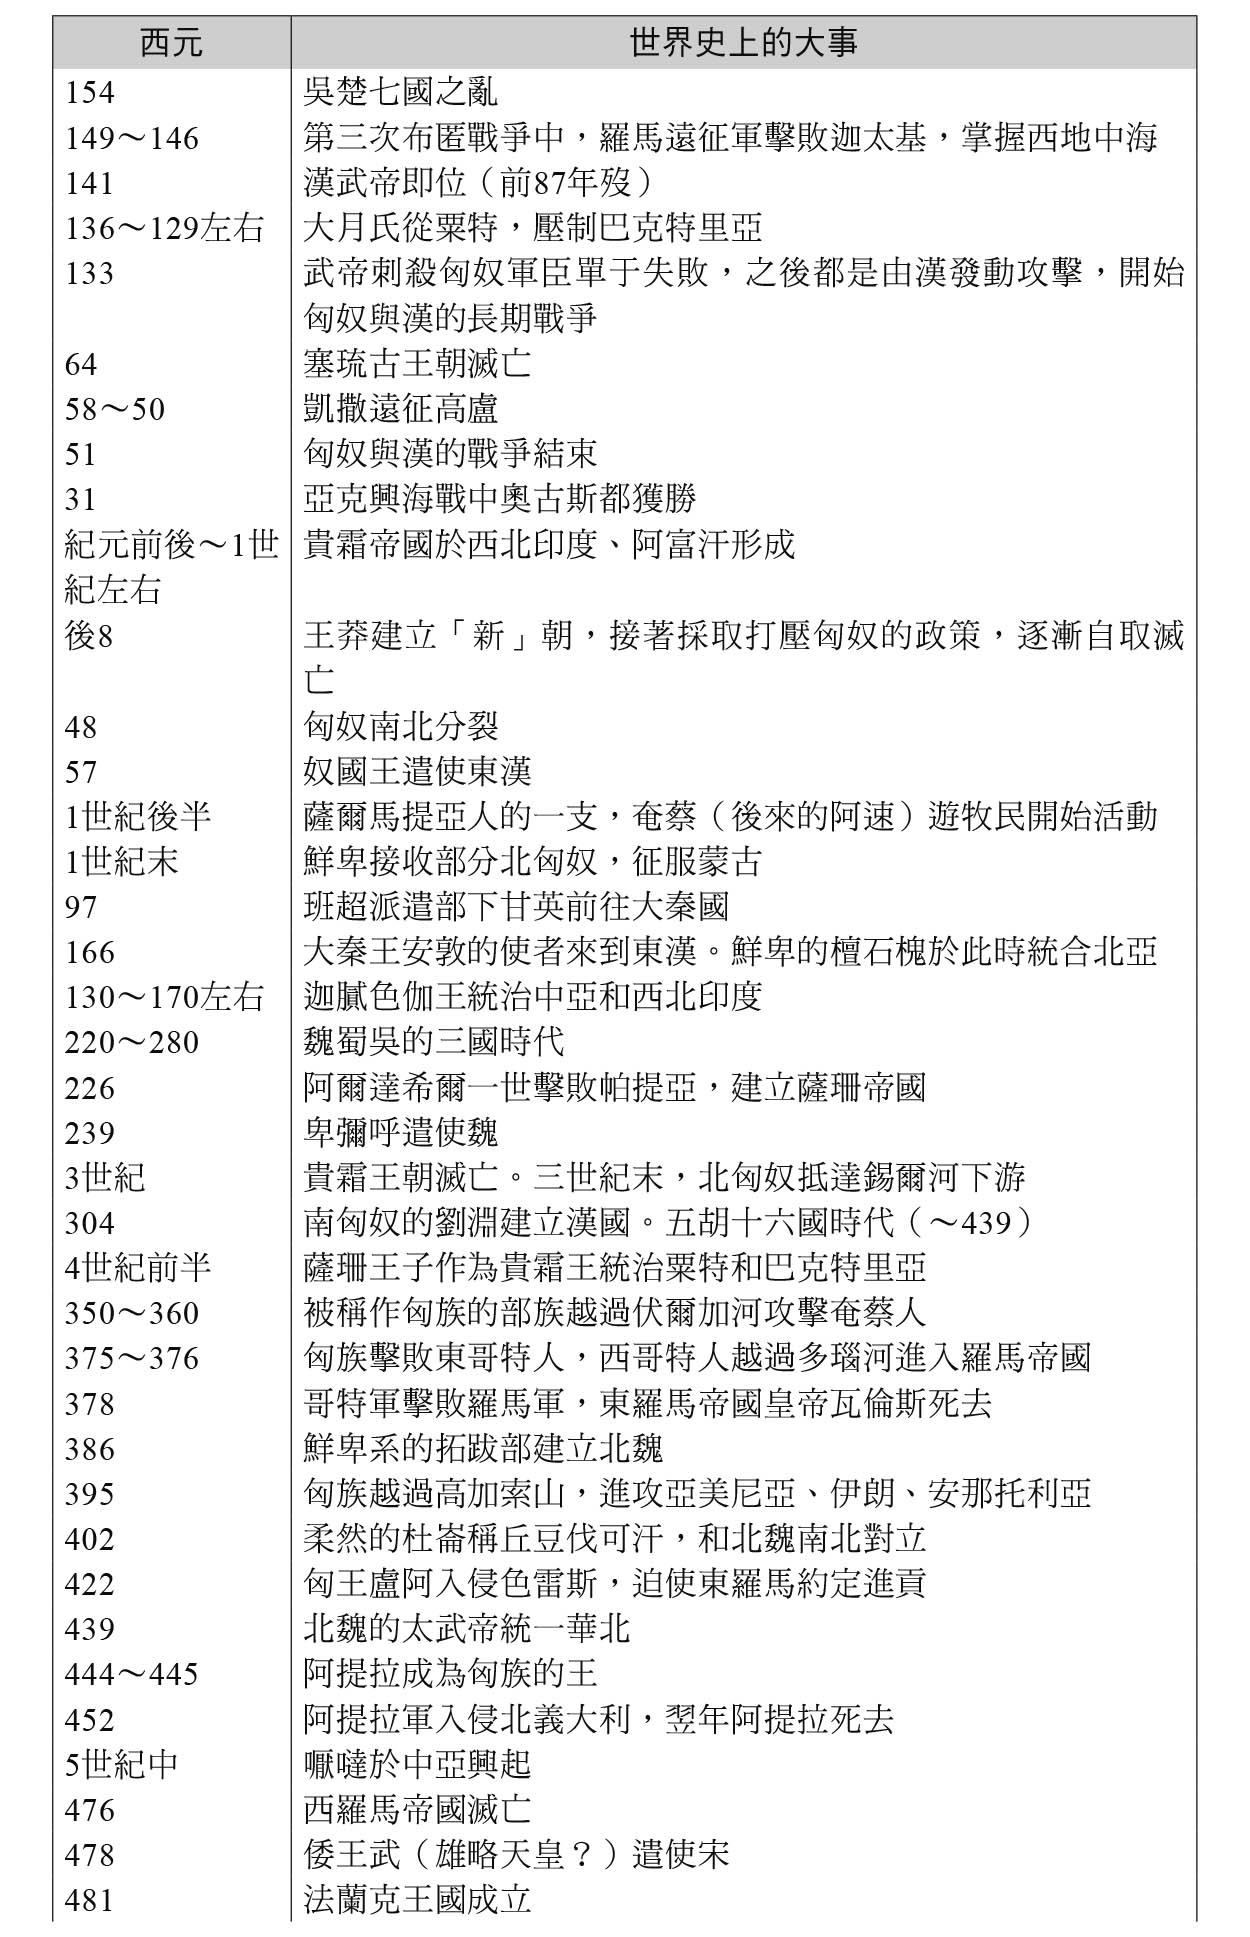 西元 世界史上的大事
154 吳楚七國之亂
149～146 第三次布匿戰爭中，羅馬遠征軍擊敗迦太基，掌握西地中海
141 漢武帝即位（前87年歿）
136～129左右 大月氏從粟特，壓制巴克特里亞
133 武帝刺殺匈奴軍臣單于失敗，之後都是由漢發動攻擊，開始
匈奴與漢的長期戰爭
64 塞琉古王朝滅亡
58～50 凱撒遠征高盧
51 匈奴與漢的戰爭結束
31 亞克興海戰中奧古斯都獲勝
紀元前後～1世 貴霜帝國於西北印度、阿富汗形成
紀左右
後8 王莽建立「新」朝，接著採取打壓匈奴的政策，逐漸自取滅
亡
48 匈奴南北分裂
57 奴國王遣使東漢
1世紀後半 薩爾馬提亞人的一支，奄蔡（後來的阿速）遊牧民開始活動
1世紀末 鮮卑接收部分北匈奴，征服蒙古
97 班超派遣部下甘英前往大秦國
166 大秦王安敦的使者來到東漢。鮮卑的檀石槐於此時統合北亞
130～170左右 迦膩色伽王統治中亞和西北印度
220～280 魏蜀吳的三國時代
226 阿爾達希爾一世擊敗帕提亞，建立薩珊帝國
239 卑彌呼遣使魏
3世紀 貴霜王朝滅亡。三世紀末，北匈奴抵達錫爾河下游
304 南匈奴的劉淵建立漢國。五胡十六國時代（～439）
4世紀前半 薩珊王子作為貴霜王統治粟特和巴克特里亞
350～360 被稱作匈族的部族越過伏爾加河攻擊奄蔡人
375～376 匈族擊敗東哥特人，西哥特人越過多瑙河進入羅馬帝國
378 哥特軍擊敗羅馬軍，東羅馬帝國皇帝瓦倫斯死去
386 鮮卑系的拓跋部建立北魏
395 匈族越過高加索山，進攻亞美尼亞、伊朗、安那托利亞
402 柔然的杜崙稱丘豆伐可汗，和北魏南北對立
422 匈王盧阿入侵色雷斯，迫使東羅馬約定進貢
439 北魏的太武帝統一華北
444～445 阿提拉成為匈族的王
452 阿提拉軍入侵北義大利，翌年阿提拉死去
5世紀中 嚈噠於中亞興起
476 西羅馬帝國滅亡
478 倭王武（雄略天皇？）遣使宋
481 法蘭克王國成立